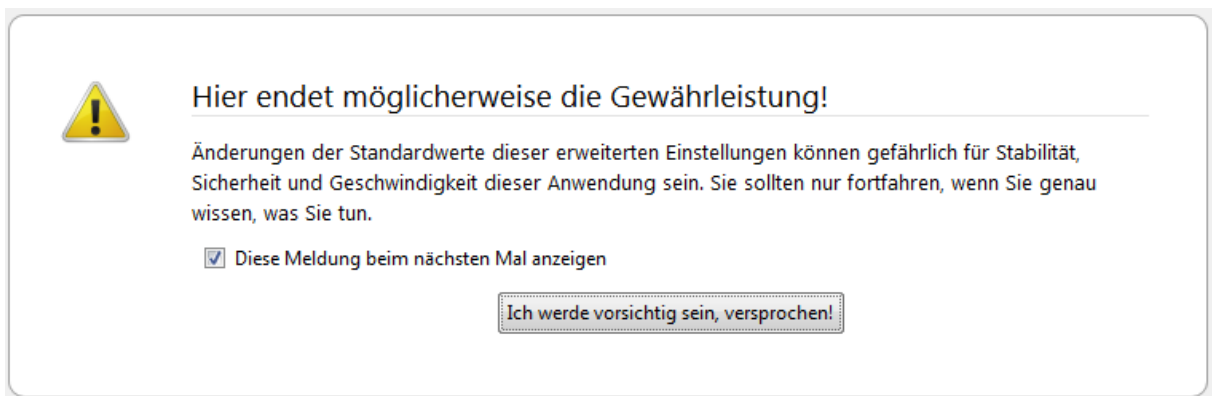 Hier endet möglicherweise die Gewährleistung!
Änderungen der Standardwerte dieser erweiterten Einstellungen können gefährlich für Stabilität,
Sicherheit und Geschwindigkeit dieser Anwendung sein. Sie sollten nur fortfahren, wenn Sie genau
wissen, was Sie tun.
Diese Meldung beim nächsten Mal anzeigen
Ich werde vorsichtig sein, versprochen!